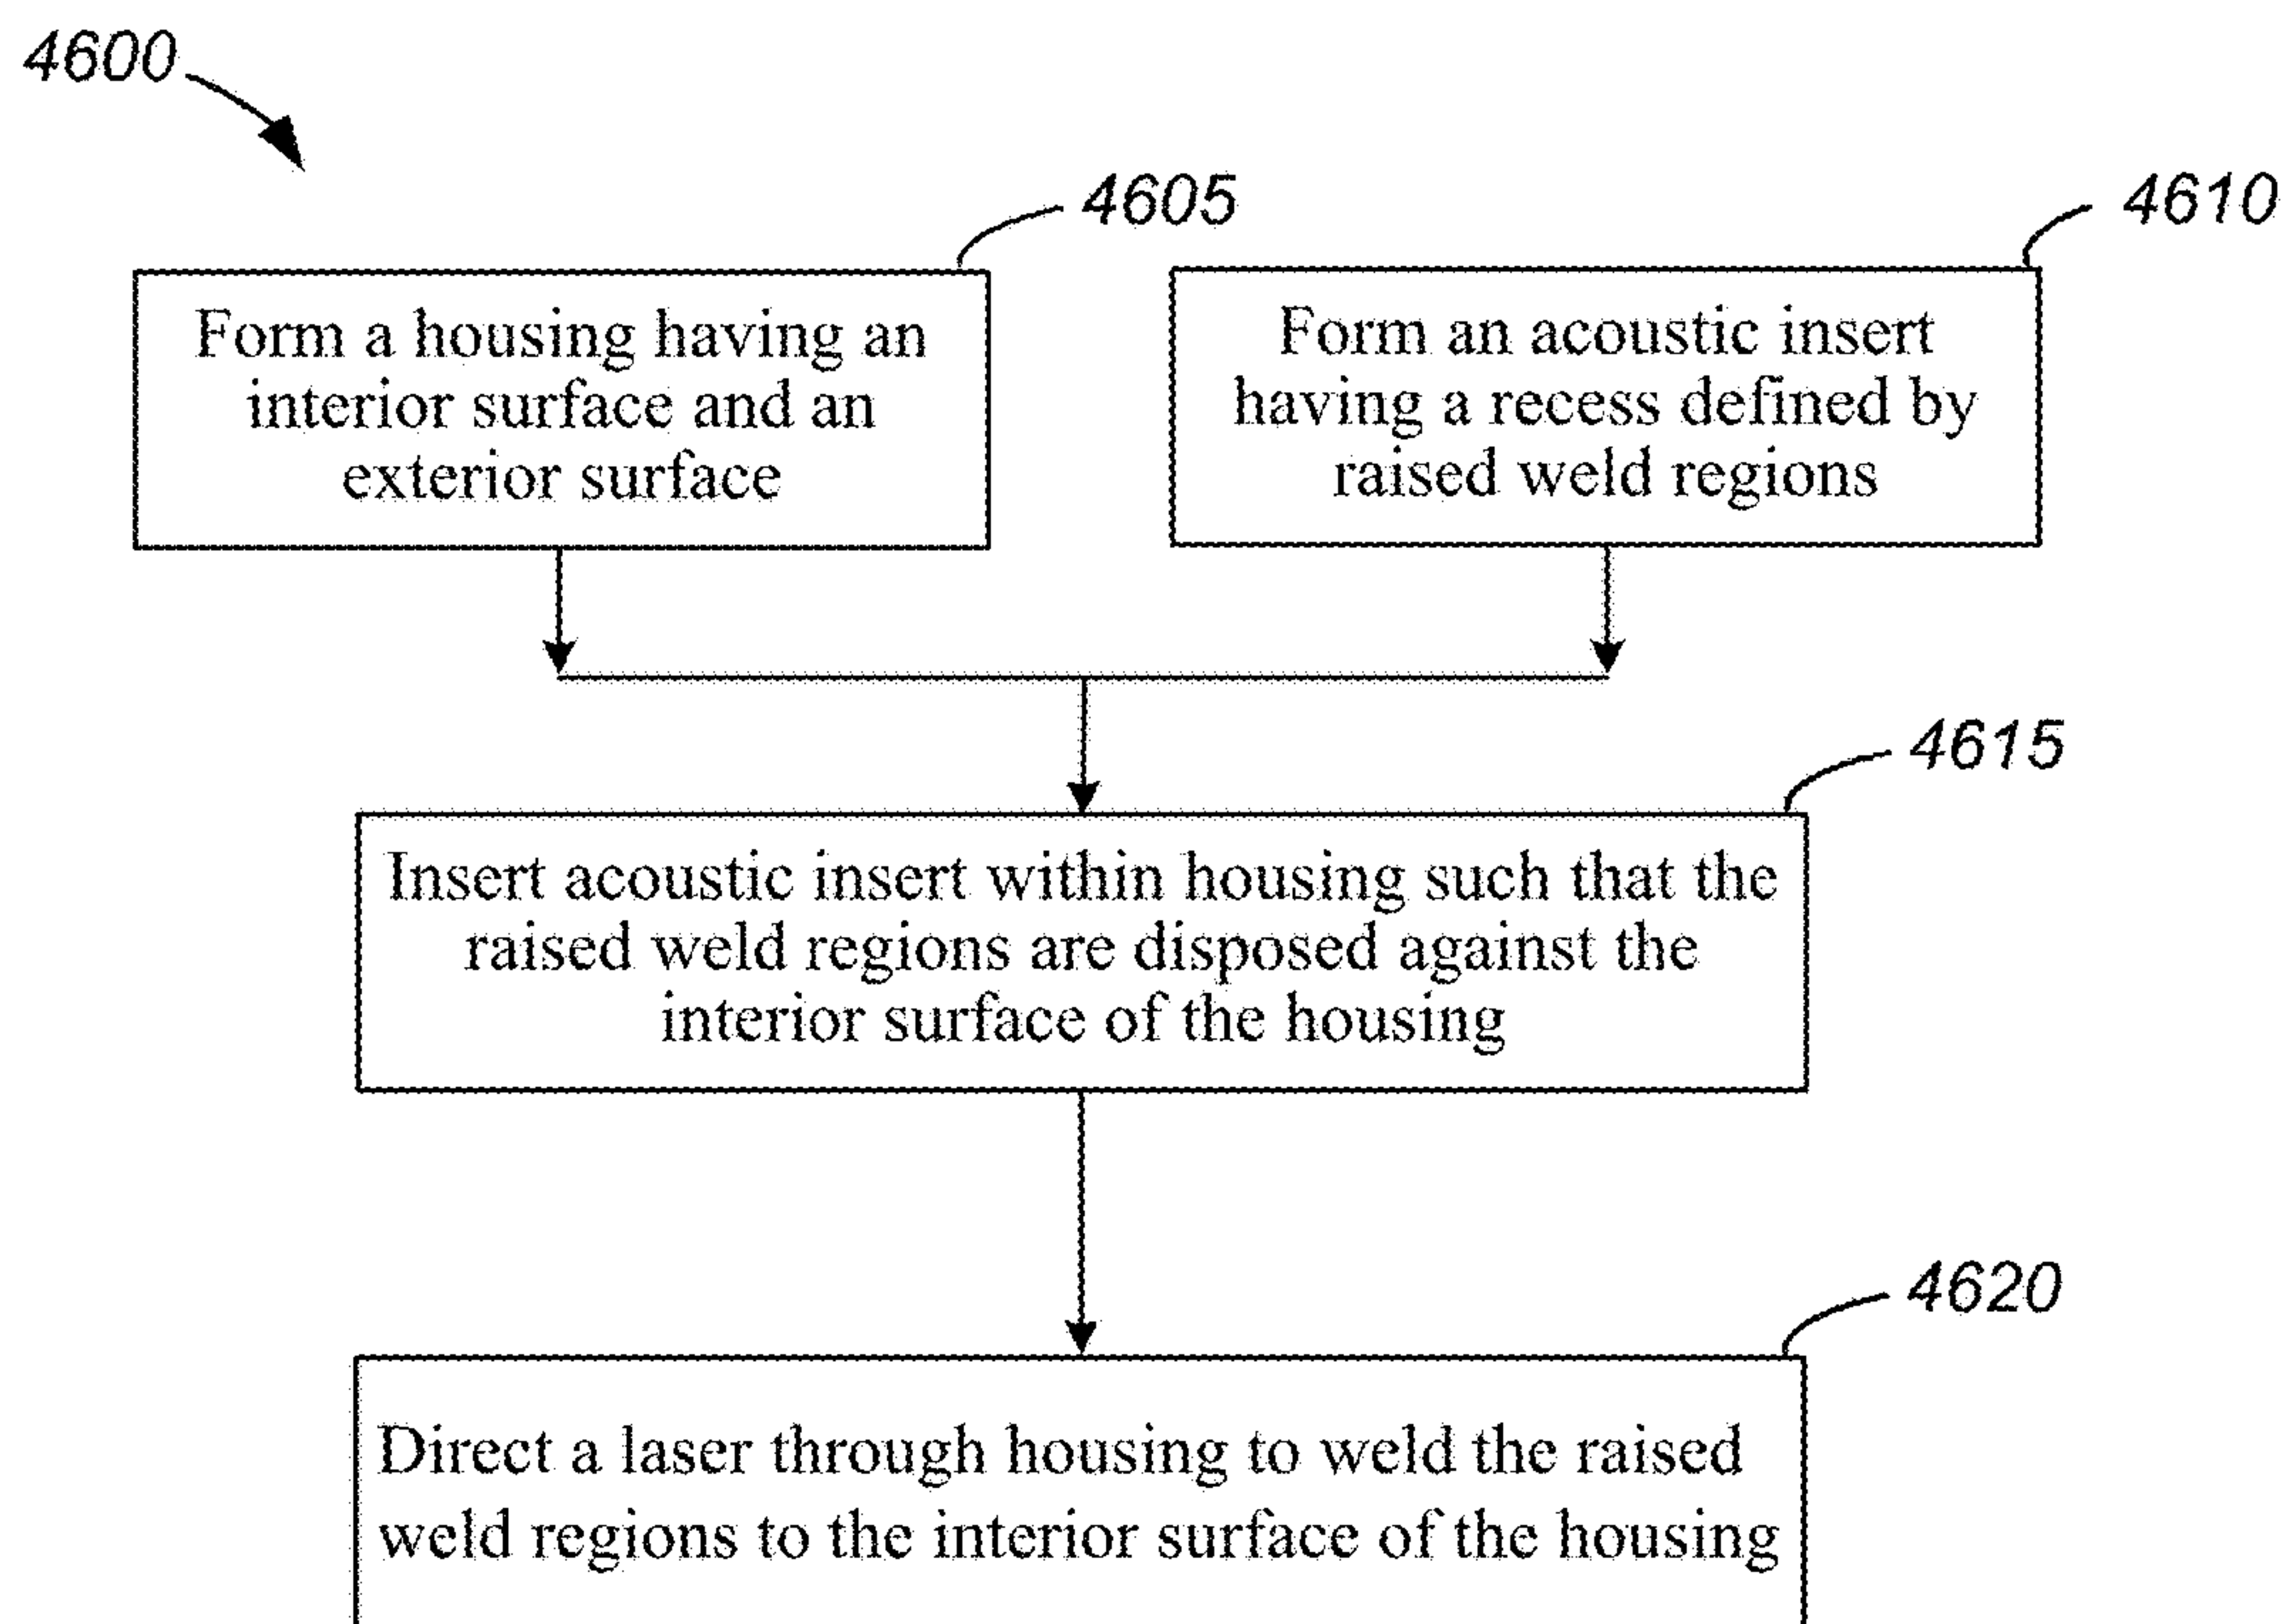 4600
4605
4610
Form a housing having an
interior surface and an
exterior surface
Form an acoustic insert
having a recess defined by
raised weld regions
4615
Insert acoustic insert within housing such that the
raised weld regions are disposed against the
interior surface of the housing
4620
Direct a laser through housing to weld the raised
weld regions to the interior surface of the housing